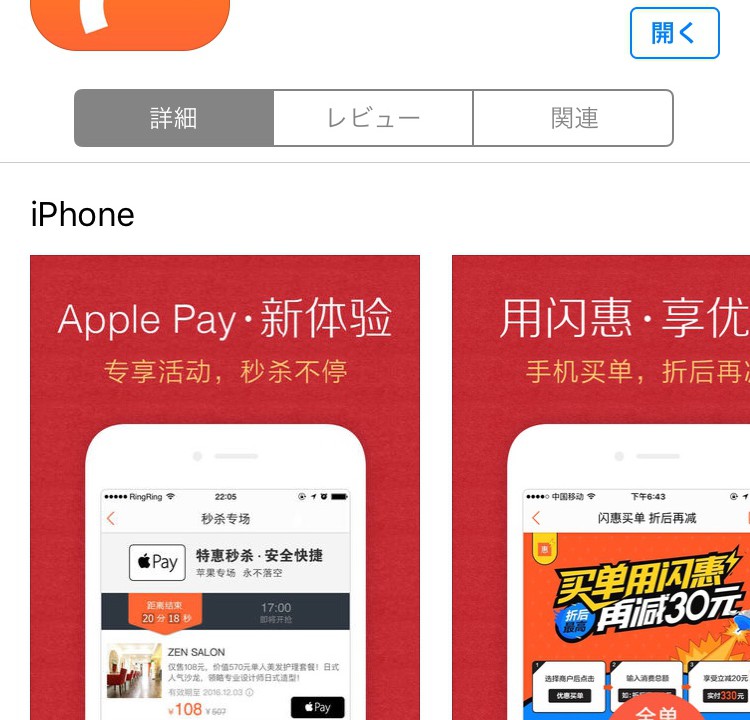 開く
詳細
レビュー
関連
iPhone
Apple Pay·新体验
专享活动，秒杀不停
RingRing
22:05
秒杀专场
Pay
特惠秒杀·安全快捷
苹果专场 永不落空
距离结束
20 分 18 秒
17:00
即将开抢
ZEN SALON
仅售108元，价值570元单人美发护理套餐！日式
人气沙龙，领略专业设计师日式造型！
有效期至 2016.12.03
¥108 ¥507
Pay
用闪惠·享优
手机买单，折后再
中国移动
下午6:43
闪惠买单 折后再减
惠
买单用闪惠
折后
最高
再减30元
1
选择商户后点击
优惠买单
2
输入消费总额
3
享受立减20元
实付330元
全单